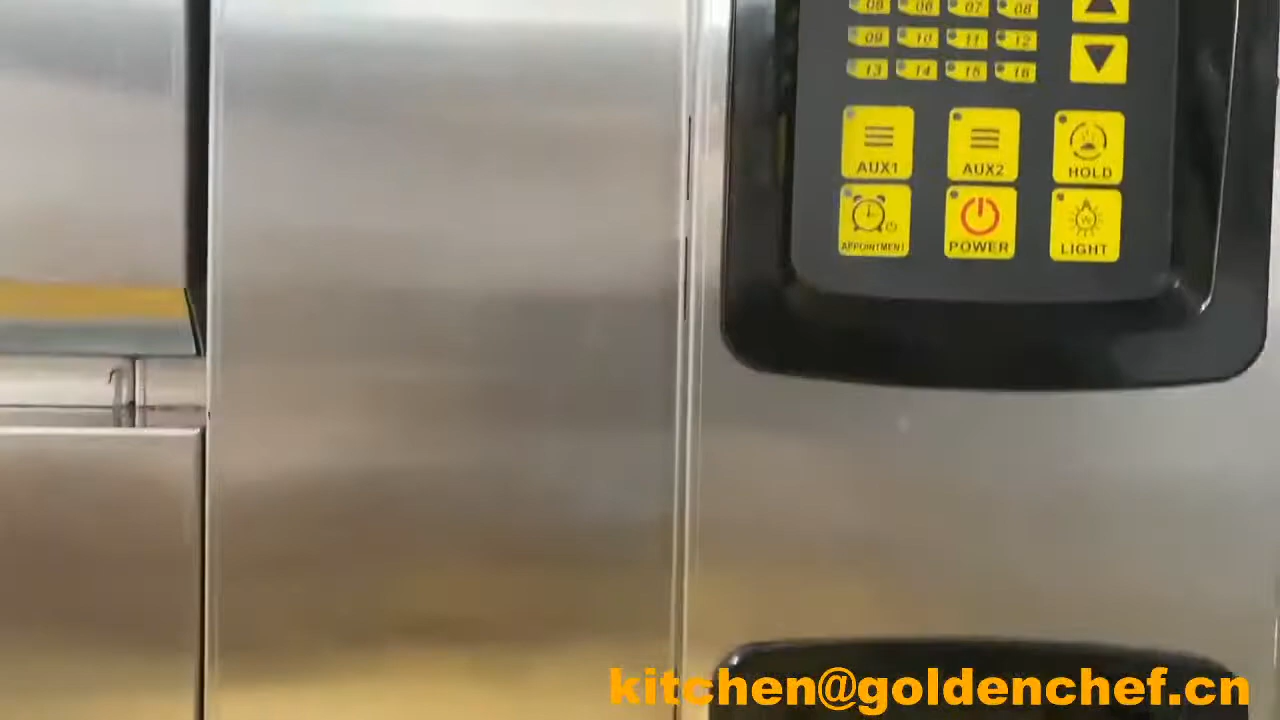 05 06 07 08
09 10 11 12
13 14 15 16
AUX1 AUX2 HOLD
APPOINTMENT POWER LIGHT
kitchen@goldenchef.cn